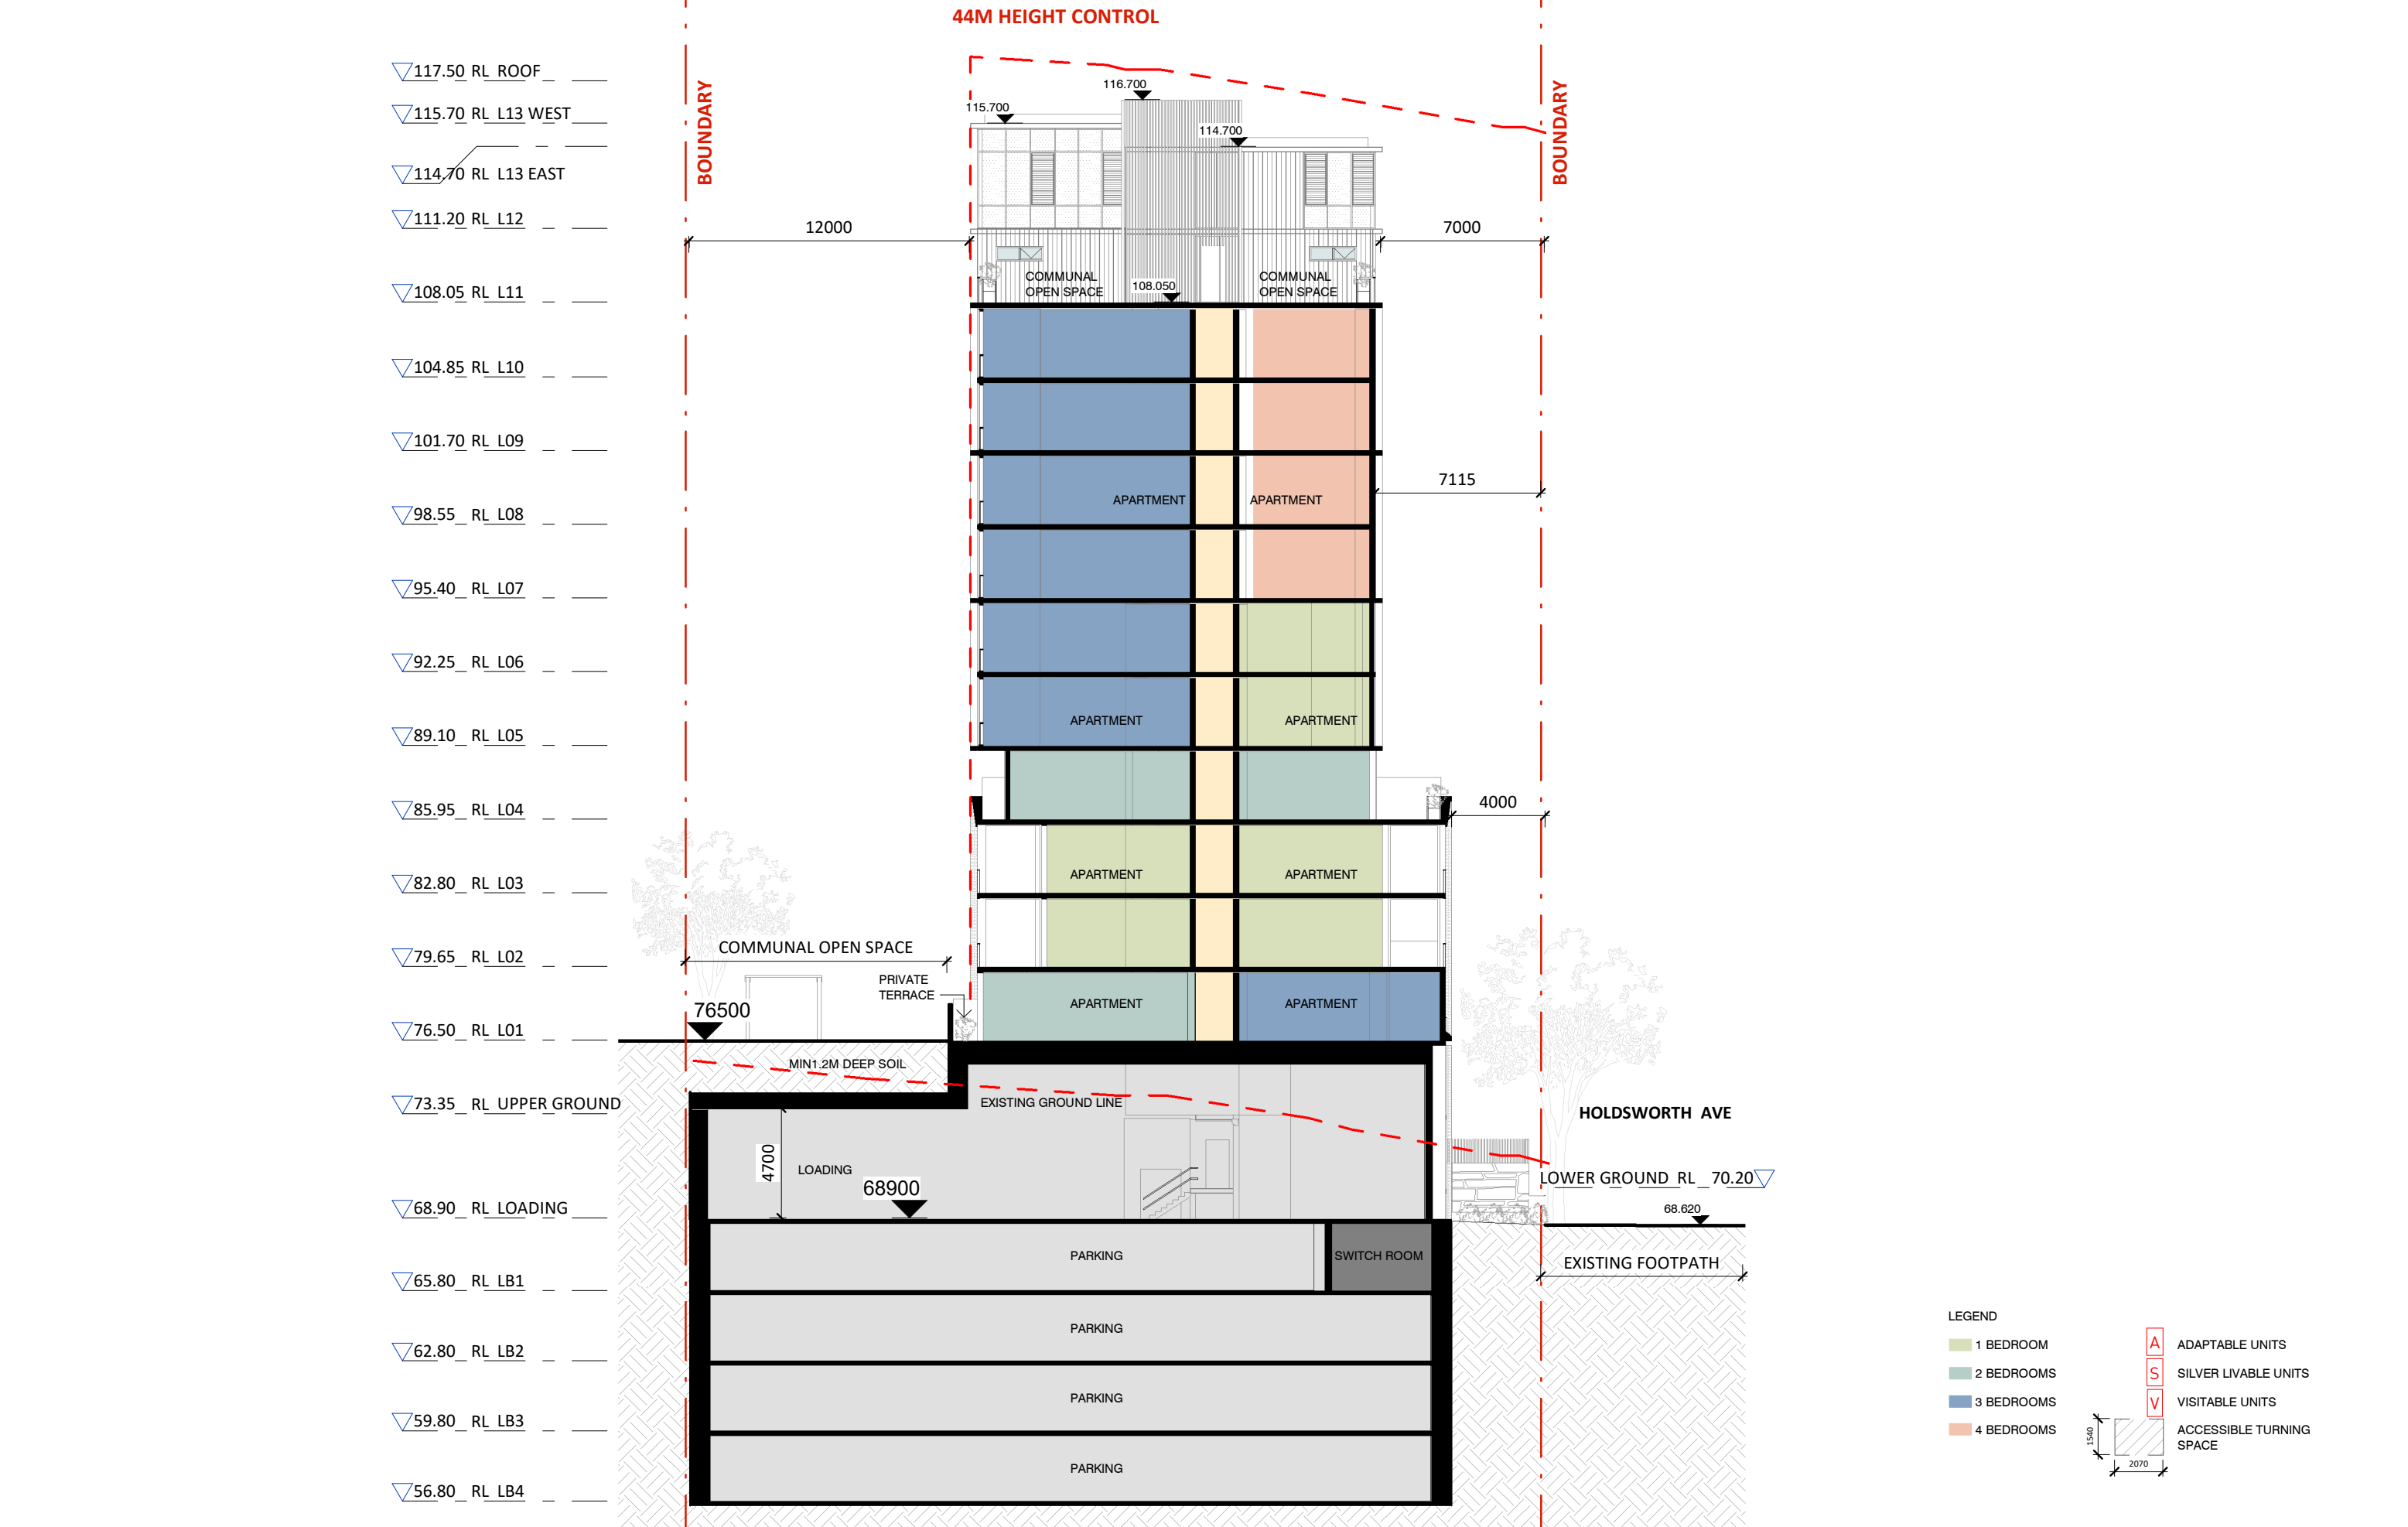 44M HEIGHT CONTROL
117.50 RL ROOF
115.70 RL L13 WEST
114.70 RL L13 EAST
111.20 RL L12
108.05 RL L11
104.85 RL L10
101.70 RL L09
98.55 RL L08
95.40 RL L07
92.25 RL L06
89.10 RL L05
85.95 RL L04
82.80 RL L03
79.65 RL L02
76.50 RL L01
73.35 RL UPPER GROUND
68.90 RL LOADING
65.80 RL LB1
62.80 RL LB2
59.80 RL LB3
56.80 RL LB4
BOUNDARY
BOUNDARY
116.700
115.700
114.700
12000
7000
COMMUNAL
OPEN SPACE
108.050
COMMUNAL
OPEN SPACE
7115
APARTMENT
APARTMENT
APARTMENT
APARTMENT
4000
APARTMENT
APARTMENT
COMMUNAL OPEN SPACE
PRIVATE
TERRACE
APARTMENT
APARTMENT
76500
MIN1.2M DEEP SOIL
EXISTING GROUND LINE
HOLDSWORTH AVE
4700
LOADING
68900
LOWER GROUND RL 70.20
68.620
PARKING
SWITCH ROOM
EXISTING FOOTPATH
PARKING
PARKING
PARKING
LEGEND
1 BEDROOM
2 BEDROOMS
3 BEDROOMS
4 BEDROOMS
A ADAPTABLE UNITS
S SILVER LIVABLE UNITS
V VISITABLE UNITS
1540
2070
ACCESSIBLE TURNING
SPACE